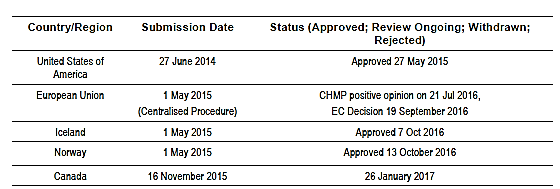 Country/Region Submission Date Status (Approved; Review Ongoing; Withdrawn;
Rejected)
United States of 27 June 2014 Approved 27 May 2015
America
European Union 1 May 2015 CHMP positive opinion on 21 Jul 2016,
(Centralised Procedure) EC Decision 19 September 2016
Iceland 1 May 2015 Approved 7 Oct 2016
Norway 1 May 2015 Approved 13 October 2016
Canada 16 November 2015 26 January 2017